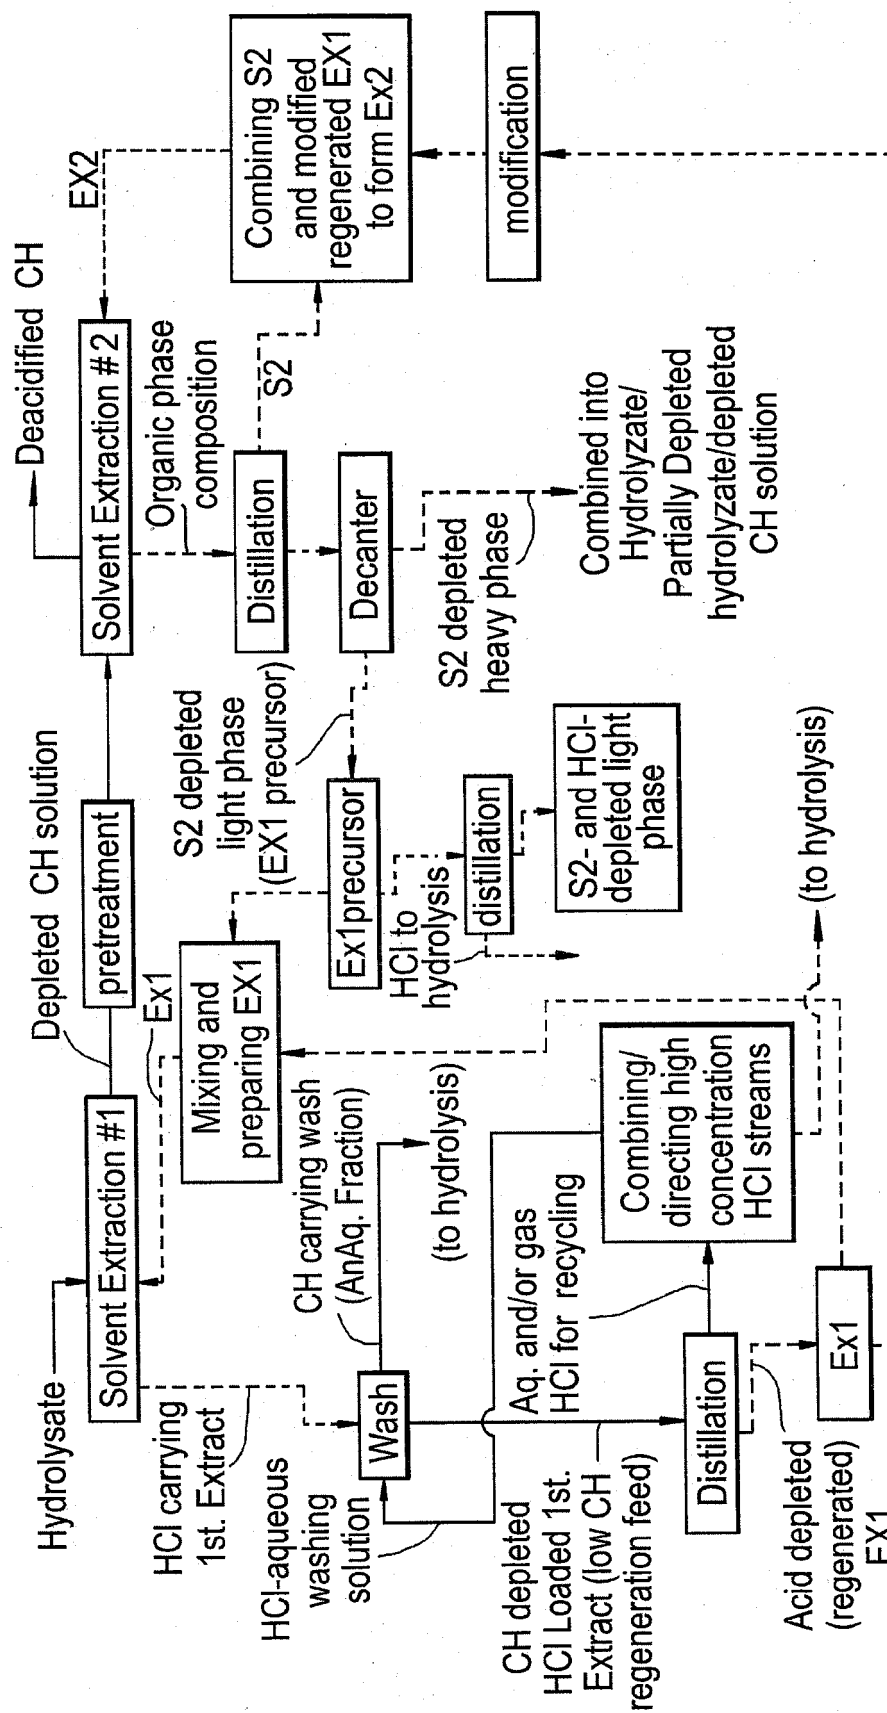 Hydrolysate
Solvent Extraction #1
Depleted CH solution
pretreatment
Solvent Extraction #2
Deacidified CH
EX2
HCl carrying
1st. Extract
Ex1
Mixing and
preparing EX1
S2 depleted
light phase
(EX1 precursor)
Organic phase
composition
Distillation
S2
Combining S2
and modified
regenerated EX1
to form Ex2
HCl-aqueous
washing
solution
Wash
CH carrying wash
(AnAq. Fraction)
(to hydrolysis)
Ex1precursor
Decanter
HCl to
hydrolysis
distillation
S2 depleted
heavy phase
modification
CH depleted
HCl Loaded 1st.
Extract (low CH
regeneration feed)
Aq. and/or gas
HCl for recycling
S2- and HCl-
depleted light
phase
Combined into
Hydrolyzate/
Partially Depleted
hydrolyzate/depleted
CH solution
Distillation
Combining/
directing high
concentration
HCl streams
(to hydrolysis)
Acid depleted
(regenerated)
EX1
Ex1